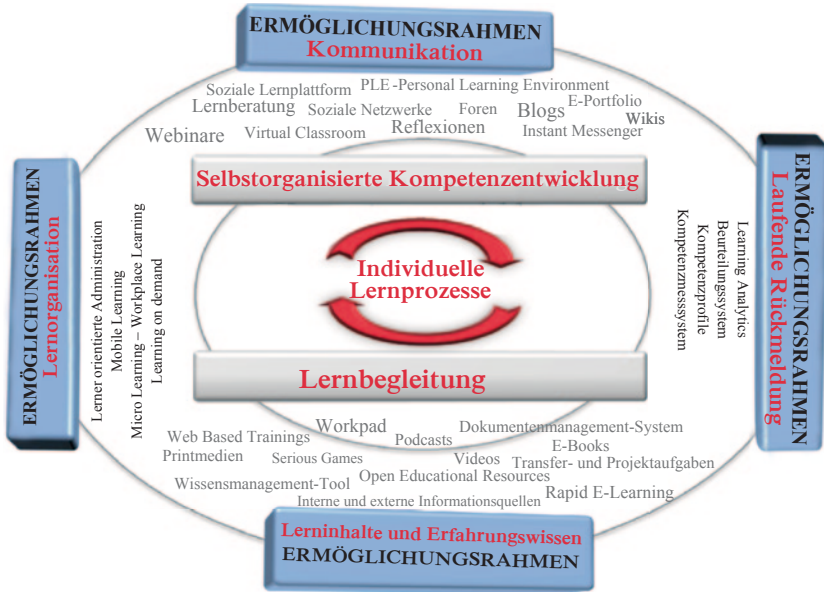 ERMÖGLICHUNGSRAHMEN
Kommunikation
Soziale Lernplattform
PLE -Personal Learning Environment
Lernberatung
Soziale Netzwerke
Foren
Blogs
E-Portfolio
Wikis
Webinare
Virtual Classroom
Reflexionen
Instant Messenger
Selbstorganisierte Kompetenzentwicklung
ERMÖGLICHUNGSRAHMEN
Lernorganisation
Lerner orientierte Administration
Mobile Learning
Micro Learning – Workplace Learning
Learning on demand
Individuelle
Lernprozesse
ERMÖGLICHUNGSRAHMEN
Laufende Rückmeldung
Learning Analytics
Beurteilungssystem
Kompetenzprofile
Kompetenzmesssystem
Lernbegleitung
Workpad
Dokumentenmanagement-System
Web Based Trainings
Podcasts
E-Books
Printmedien
Serious Games
Videos
Transfer- und Projektaufgaben
Wissensmanagement-Tool
Open Educational Resources
Interne und externe Informationsquellen
Rapid E-Learning
Lerninhalte und Erfahrungswissen
ERMÖGLICHUNGSRAHMEN